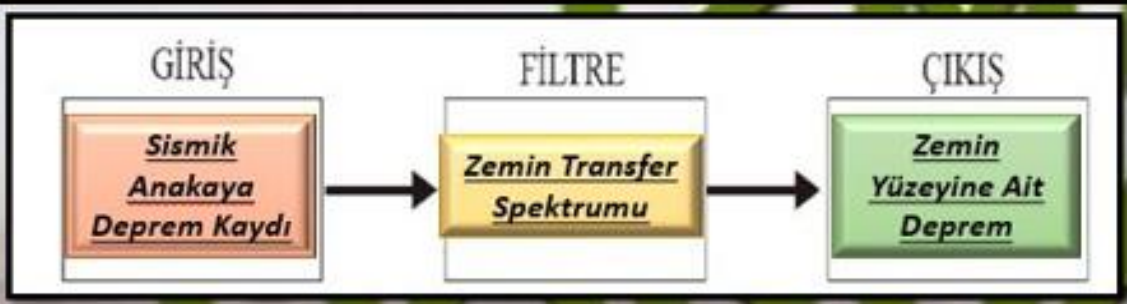 GİRİŞ
Sismik
Anakaya
Deprem Kaydı
FİLTRE
Zemin Transfer
Spektrumu
ÇIKIŞ
Zemin
Yüzeyine Ait
Deprem